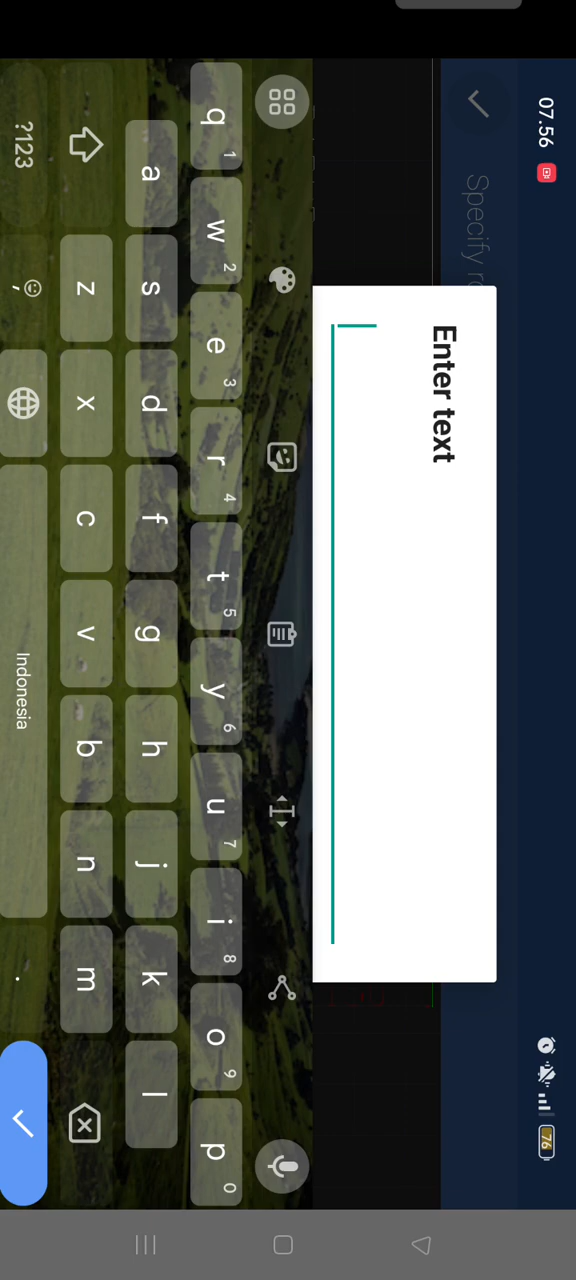 07.56
76
Specify r
Enter text
q 1 w 2 e 3 r 4 t 5 y 6 u 7 i 8 o 9 p 0
a s d f g h j k l
z x c v b n m
?123 , Indonesia .